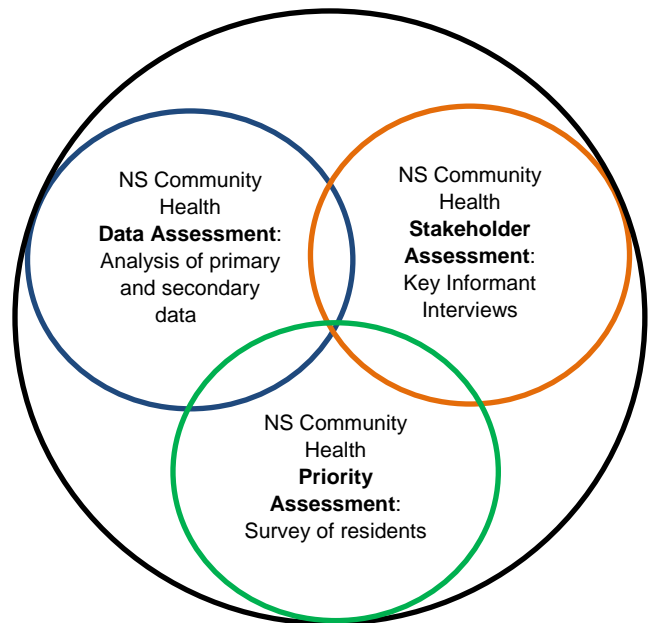 NS Community
Health
Data Assessment:
Analysis of primary
and secondary
data
NS Community
Health
Stakeholder
Assessment:
Key Informant
Interviews
NS Community
Health
Priority
Assessment:
Survey of residents